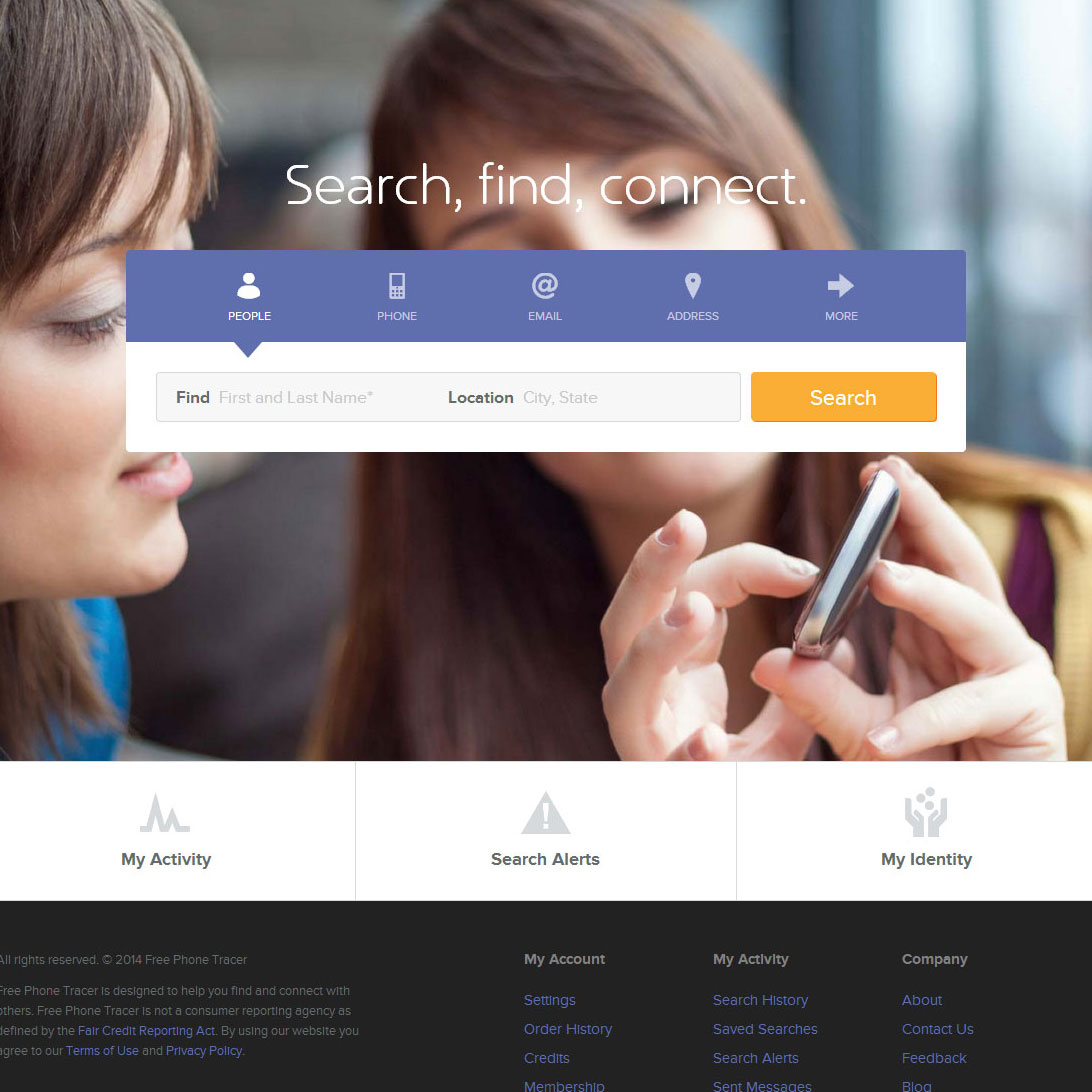 Search, find, connect.
PEOPLE PHONE EMAIL ADDRESS MORE
Find First and Last Name* Location City, State Search
My Activity Search Alerts My Identity
All rights reserved. © 2014 Free Phone Tracer
Free Phone Tracer is designed to help you find and connect with
others. Free Phone Tracer is not a consumer reporting agency as
defined by the Fair Credit Reporting Act. By using our website you
agree to our Terms of Use and Privacy Policy.
My Account
Settings
Order History
Credits
Membership
My Activity
Search History
Saved Searches
Search Alerts
Sent Messages
Company
About
Contact Us
Feedback
Blog